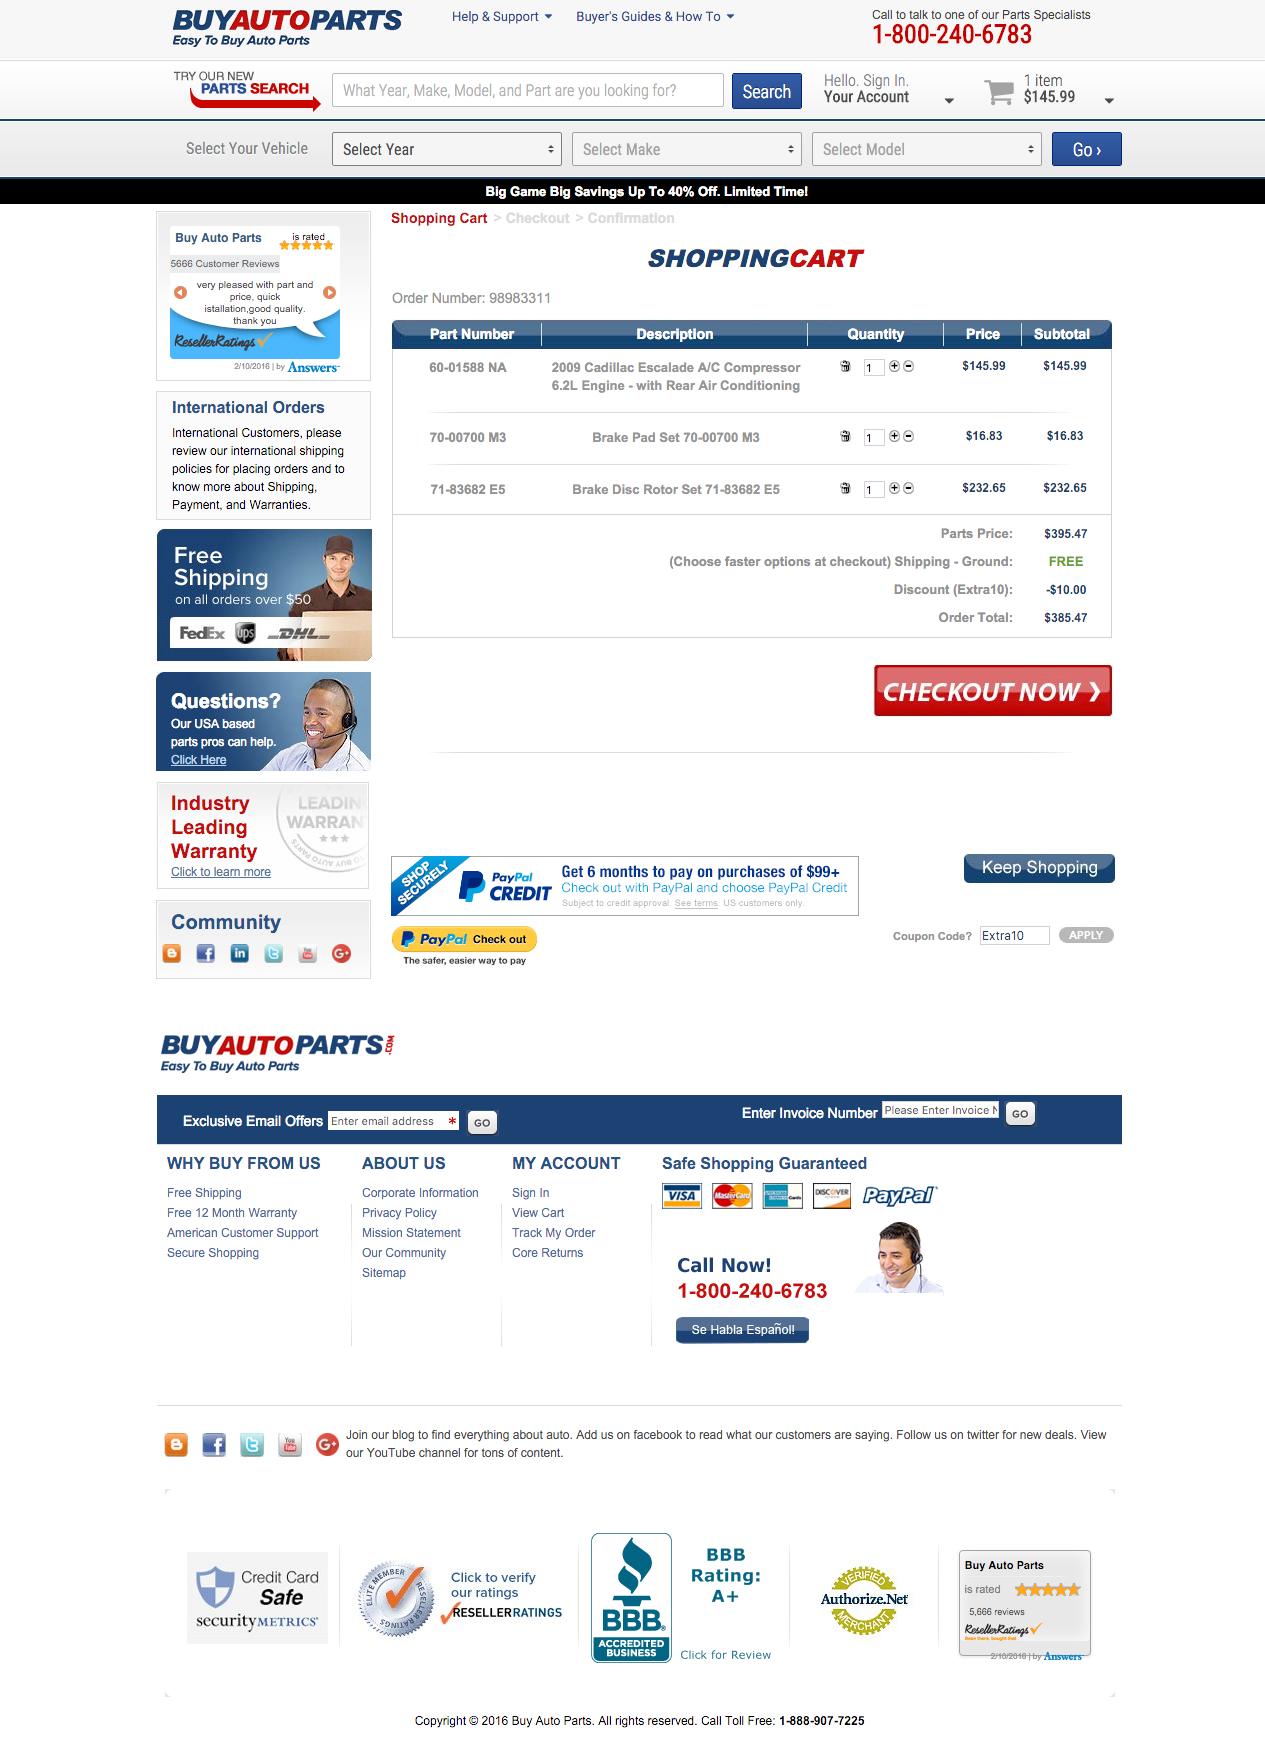 BUYAUTOPARTS
Easy To Buy Auto Parts
Help & Support
Buyer's Guides & How To
Call to talk to one of our Parts Specialists
1-800-240-6783
TRY OUR NEW
PARTS SEARCH
What Year, Make, Model, and Part are you looking for?
Search
Hello. Sign In.
Your Account
1 item
$145.99
Select Your Vehicle
Select Year
Select Make
Select Model
Go ›
Big Game Big Savings Up To 40% Off. Limited Time!
Buy Auto Parts
is rated
5666 Customer Reviews
very pleased with part and
price, quick
istallation,good quality.
thank you
ResellerRatings
2/10/2016 | by Answers
International Orders
International Customers, please
review our international shipping
policies for placing orders and to
know more about Shipping,
Payment, and Warranties.
Free
Shipping
on all orders over $50
FedEx ups DHL
Questions?
Our USA based
parts pros can help.
Click Here
Industry
Leading
Warranty
Click to learn more
LEADIN
WARRAN
Community
Shopping Cart > Checkout > Confirmation
SHOPPINGCART
Order Number: 98983311
Part Number Description Quantity Price Subtotal
60-01588 NA 2009 Cadillac Escalade A/C Compressor 1 $145.99 $145.99
6.2L Engine - with Rear Air Conditioning
70-00700 M3 Brake Pad Set 70-00700 M3 1 $16.83 $16.83
71-83682 E5 Brake Disc Rotor Set 71-83682 E5 1 $232.65 $232.65
Parts Price: $395.47
(Choose faster options at checkout) Shipping - Ground: FREE
Discount (Extra10): -$10.00
Order Total: $385.47
CHECKOUT NOW ❯
SHOP
SECURELY
PayPal
CREDIT
Get 6 months to pay on purchases of $99+
Check out with PayPal and choose PayPal Credit
Subject to credit approval. See terms. US customers only.
Keep Shopping
PayPal Check out
The safer, easier way to pay
Coupon Code? Extra10 APPLY
BUYAUTOPARTS.COM
Easy To Buy Auto Parts
Exclusive Email Offers Enter email address * GO
Enter Invoice Number Please Enter Invoice N GO
WHY BUY FROM US
Free Shipping
Free 12 Month Warranty
American Customer Support
Secure Shopping
ABOUT US
Corporate Information
Privacy Policy
Mission Statement
Our Community
Sitemap
MY ACCOUNT
Sign In
View Cart
Track My Order
Core Returns
Safe Shopping Guaranteed
VISA MasterCard DISCOVER PayPal
Call Now!
1-800-240-6783
Se Habla Español!
Join our blog to find everything about auto. Add us on facebook to read what our customers are saying. Follow us on twitter for new deals. View
our YouTube channel for tons of content.
Credit Card
Safe
securityMETRICS
ELITE MEMBER
RESELLER RATINGS
Click to verify
our ratings
RESELLERRATINGS
BBB.
ACCREDITED
BUSINESS
BBB
Rating:
A+
Click for Review
VERIFIED
Authorize.Net
MERCHANT
Buy Auto Parts
is rated
5,666 reviews
ResellerRatings
Been there, bought that
2/10/2016 | by Answers
Copyright © 2016 Buy Auto Parts. All rights reserved. Call Toll Free: 1-888-907-7225